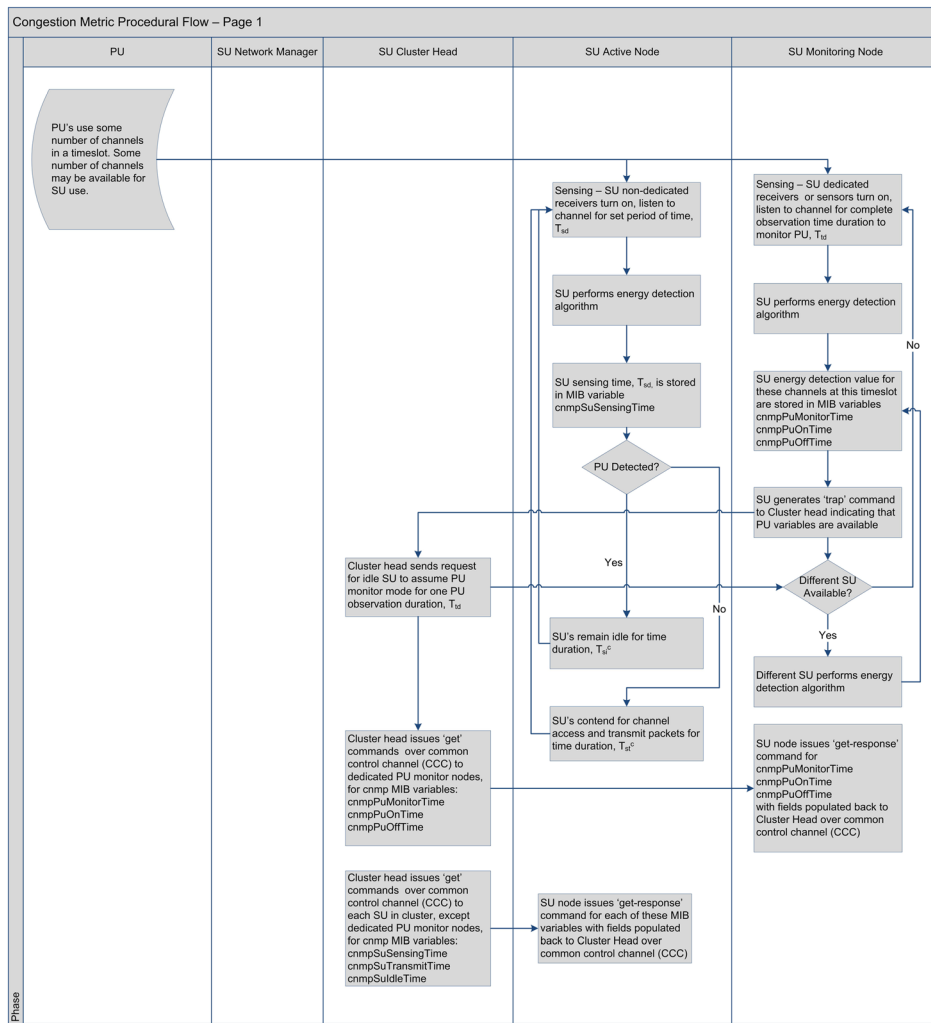 Congestion Metric Procedural Flow – Page 1
PU
SU Network Manager
SU Cluster Head
SU Active Node
SU Monitoring Node
PU's use some
number of channels
in a timeslot. Some
number of channels
may be available for
SU use.
Sensing – SU non-dedicated
receivers turn on, listen to
channel for set period of time,
Tsd
Sensing – SU dedicated
receivers or sensors turn on,
listen to channel for complete
observation time duration to
monitor PU, Ttd
SU performs energy detection
algorithm
SU performs energy detection
algorithm
No
SU sensing time, Tsd, is stored
in MIB variable
cnmpSuSensingTime
SU energy detection value for
these channels at this timeslot
are stored in MIB variables
cnmpPuMonitorTime
cnmpPuOnTime
cnmpPuOffTime
PU Detected?
SU generates 'trap' command
to Cluster head indicating that
PU variables are available
Yes
Cluster head sends request
for idle SU to assume PU
monitor mode for one PU
observation duration, Ttd
Different SU
Available?
No
Yes
SU's remain idle for time
duration, Tsiᶜ
Different SU performs energy
detection algorithm
SU's contend for channel
access and transmit packets for
time duration, Tstᶜ
Cluster head issues 'get'
commands over common
control channel (CCC) to
dedicated PU monitor nodes,
for cnmp MIB variables:
cnmpPuMonitorTime
cnmpPuOnTime
cnmpPuOffTime
SU node issues 'get-response'
command for
cnmpPuMonitorTime
cnmpPuOnTime
cnmpPuOffTime
with fields populated back to
Cluster Head over common
control channel (CCC)
Cluster head issues 'get'
commands over common
control channel (CCC) to
each SU in cluster, except
dedicated PU monitor nodes,
for cnmp MIB variables:
cnmpSuSensingTime
cnmpSuTransmitTime
cnmpSuIdleTime
SU node issues 'get-response'
command for each of these MIB
variables with fields populated
back to Cluster Head over
common control channel (CCC)
Phase